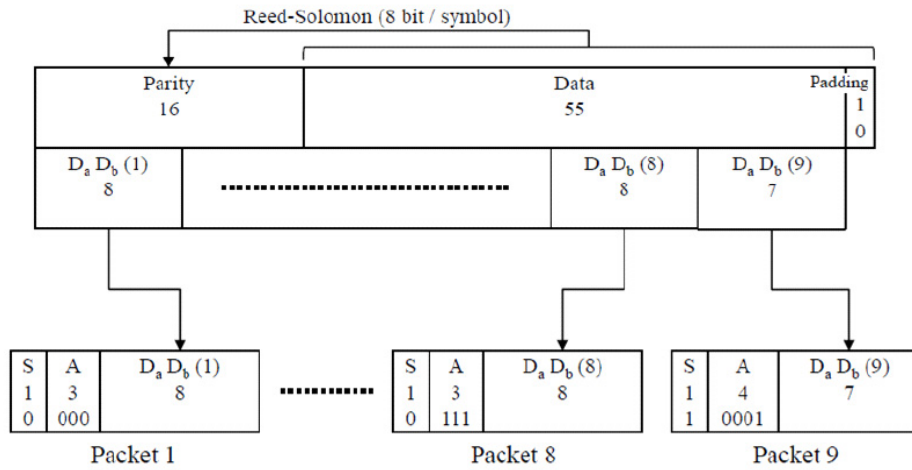 Reed-Solomon (8 bit / symbol)
Parity Data Padding
16 55 1
0
Da Db (1) Da Db (8) Da Db (9)
8 8 7
S A Da Db (1) S A Da Db (8) S A Da Db (9)
1 3 8 1 3 8 1 4 7
0 000 0 111 1 0001
Packet 1 Packet 8 Packet 9